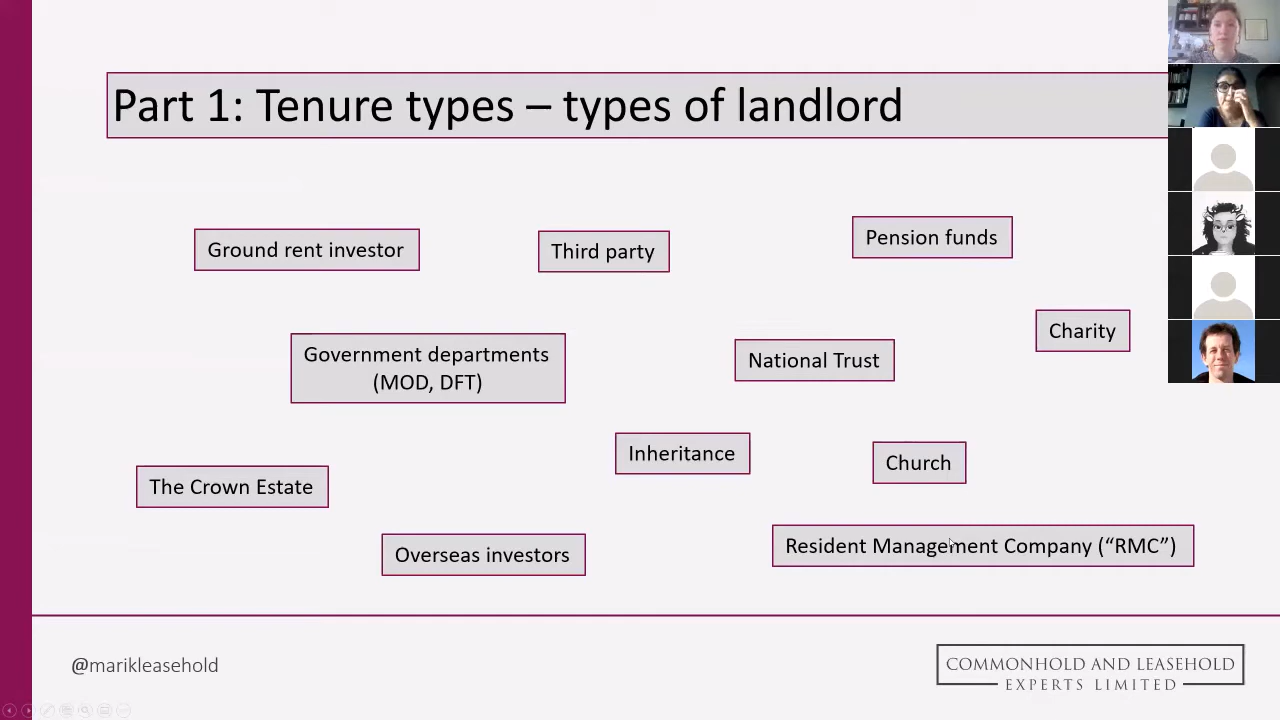 Part 1: Tenure types – types of landlord
Ground rent investor
Third party
Pension funds
Charity
Government departments
(MOD, DFT)
National Trust
Inheritance
Church
The Crown Estate
Overseas investors
Resident Management Company (“RMC”)
@marikleasehold
COMMONHOLD AND LEASEHOLD
EXPERTS LIMITED